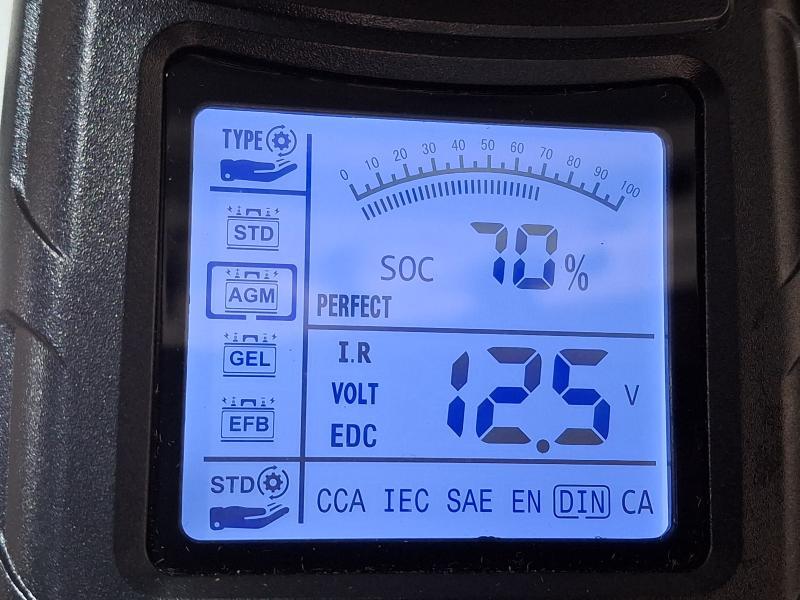 TYPE
0 10 20 30 40 50 60 70 80 90 100
STD
SOC 70%
AGM
PERFECT
GEL
I.R
VOLT 12.5 V
EFB
EDC
STD
CCA IEC SAE EN DIN CA